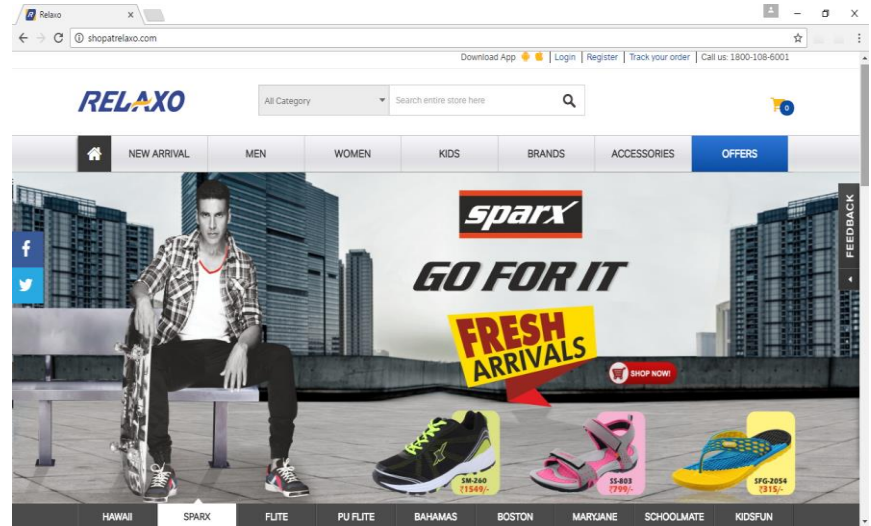 Relaxo
shopatrelaxo.com
Download App | Login | Register | Track your order | Call us: 1800-108-6001
RELAXO
All Category
Search entire store here
0
NEW ARRIVAL MEN WOMEN KIDS BRANDS ACCESSORIES OFFERS
sparx
GO FOR IT
FRESH
ARRIVALS
SHOP NOW!
FEEDBACK
SM-260
₹1549/-
SS-805
₹799/-
SFG-2054
₹315/-
HAWAII SPARX FLITE PU FLITE BAHAMAS BOSTON MARYJANE SCHOOLMATE KIDSFUN